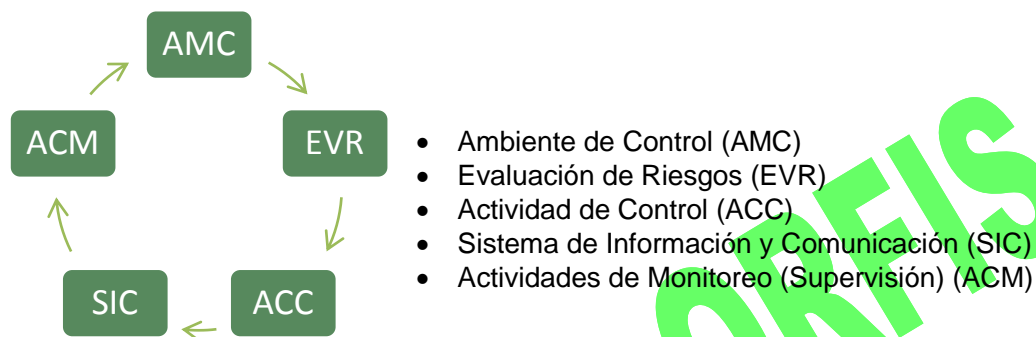 AMC
EVR
ACC
SIC
ACM
• Ambiente de Control (AMC)
• Evaluación de Riesgos (EVR)
• Actividad de Control (ACC)
• Sistema de Información y Comunicación (SIC)
• Actividades de Monitoreo (Supervisión) (ACM)
ORFIS